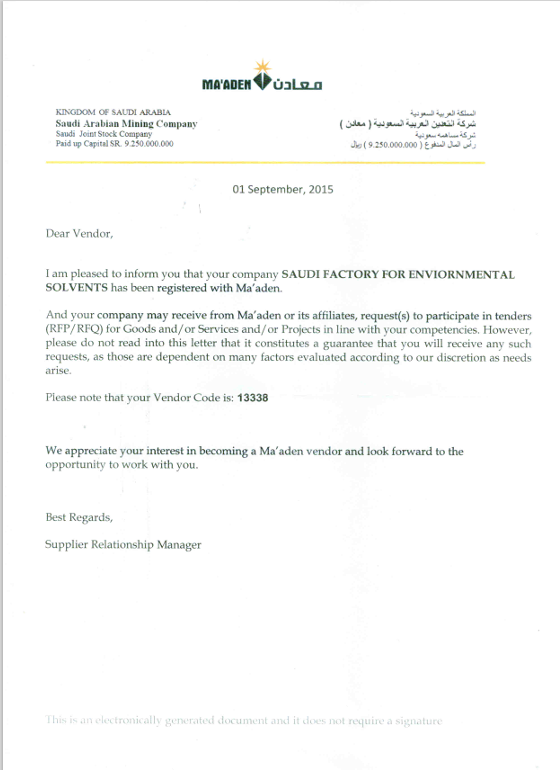 MA'ADEN معادن
KINGDOM OF SAUDI ARABIA
Saudi Arabian Mining Company
Saudi Joint Stock Company
Paid up Capital SR. 9.250.000.000
المملكة العربية السعودية
شركة التعدين العربية السعودية ( معادن )
شركة مساهمة سعودية
رأس المال المدفوع ( 9.250.000.000 ) ريال
01 September, 2015
Dear Vendor,
I am pleased to inform you that your company SAUDI FACTORY FOR ENVIORNMENTAL
SOLVENTS has been registered with Ma'aden.
And your company may receive from Ma'aden or its affiliates, request(s) to participate in tenders
(RFP/RFQ) for Goods and/or Services and/or Projects in line with your competencies. However,
please do not read into this letter that it constitutes a guarantee that you will receive any such
requests, as those are dependent on many factors evaluated according to our discretion as needs
arise.
Please note that your Vendor Code is: 13338
We appreciate your interest in becoming a Ma'aden vendor and look forward to the
opportunity to work with you.
Best Regards,
Supplier Relationship Manager
This is an electronically generated document and it does not require a signature